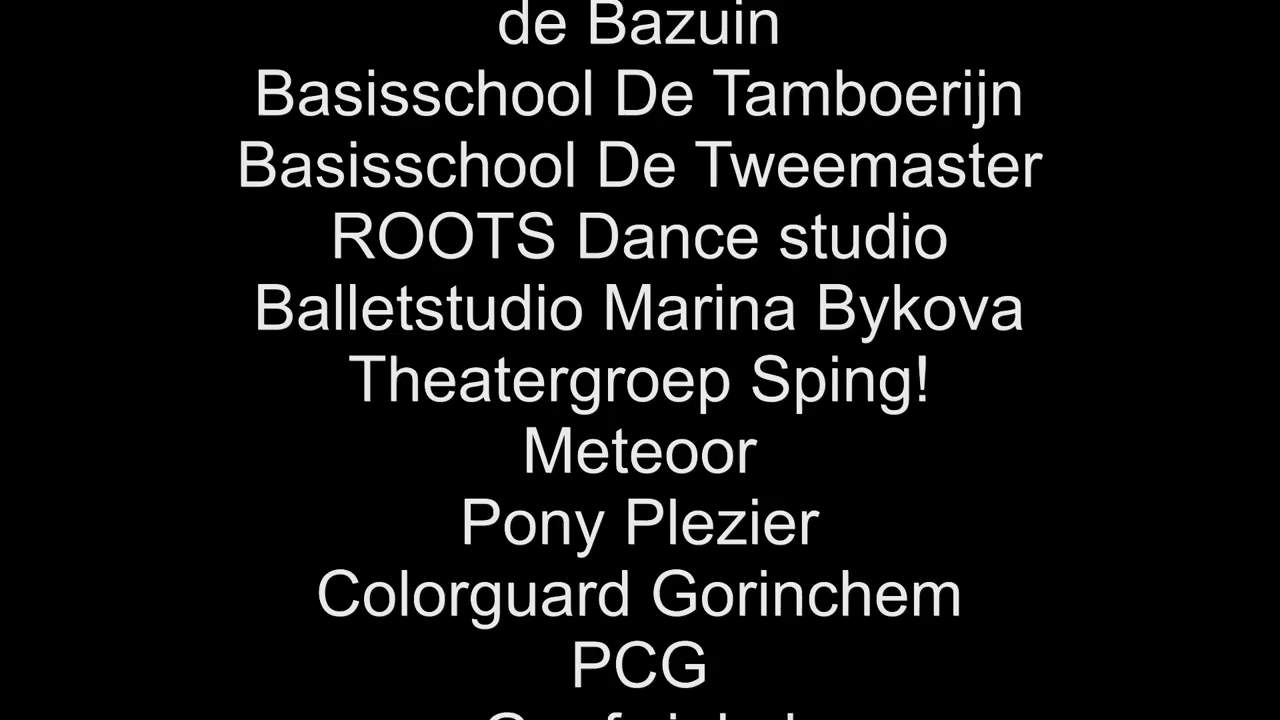 de Bazuin
Basisschool De Tamboerijn
Basisschool De Tweemaster
ROOTS Dance studio
Balletstudio Marina Bykova
Theatergroep Sping!
Meteoor
Pony Plezier
Colorguard Gorinchem
PCG